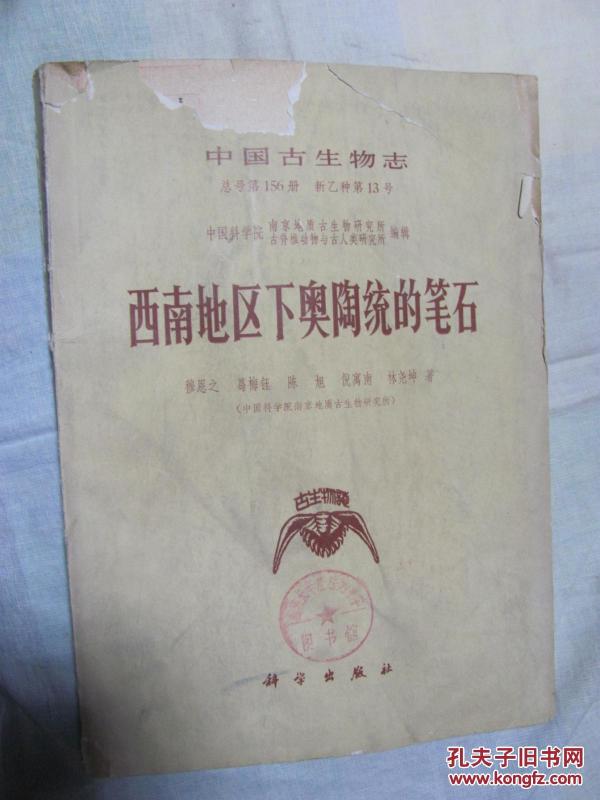 中国古生物志
总号第156册 新乙种第13号
中国科学院 南京地质古生物研究所 古脊椎动物与古人类研究所 编辑
西南地区下奥陶统的笔石
穆恩之 葛梅钰 陈旭 倪寓南 林尧坤 著
(中国科学院南京地质古生物研究所)
古生物志
图书馆
科学出版社
孔夫子旧书网
www.kongfz.com